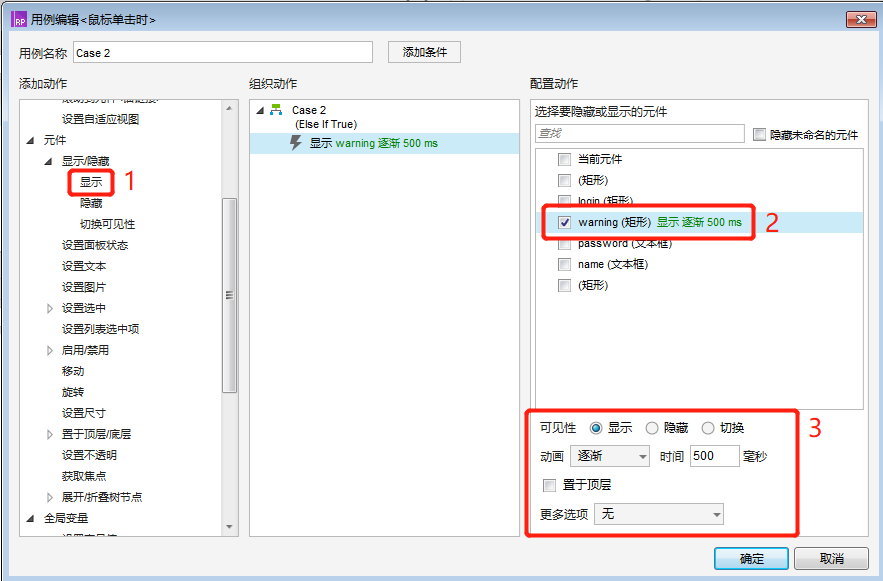 RP 用例编辑<鼠标单击时>
用例名称 Case 2 添加条件
添加动作
设置自适应视图
元件
显示/隐藏
显示 1
隐藏
切换可见性
设置面板状态
设置文本
设置图片
设置选中
设置列表选中项
启用/禁用
移动
旋转
设置尺寸
置于顶层/底层
设置不透明
获取焦点
展开/折叠树节点
全局变量
组织动作
Case 2
(Else If True)
显示 warning 逐渐 500 ms
配置动作
选择要隐藏或显示的元件
查找 隐藏未命名的元件
当前元件
(矩形)
login (矩形)
warning (矩形) 显示 逐渐 500 ms 2
password (文本框)
name (文本框)
(矩形)
可见性 显示 隐藏 切换 3
动画 逐渐 时间 500 毫秒
置于顶层
更多选项 无
确定 取消